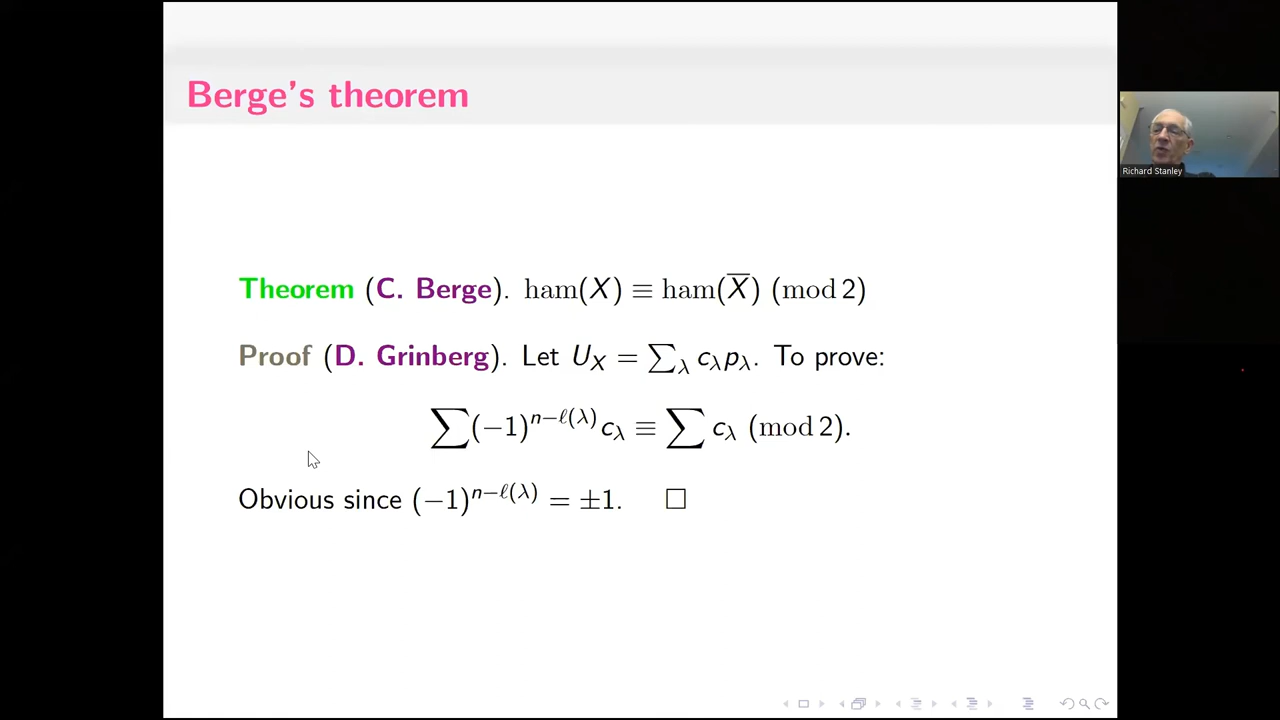 Berge's theorem
Richard Stanley
Theorem (C. Berge). ham(X) ≡ ham(X̅) (mod 2)
Proof (D. Grinberg). Let U_X = ∑_λ c_λ p_λ. To prove:
∑(−1)^{n−ℓ(λ)} c_λ ≡ ∑ c_λ (mod 2).
Obvious since (−1)^{n−ℓ(λ)} = ±1. □